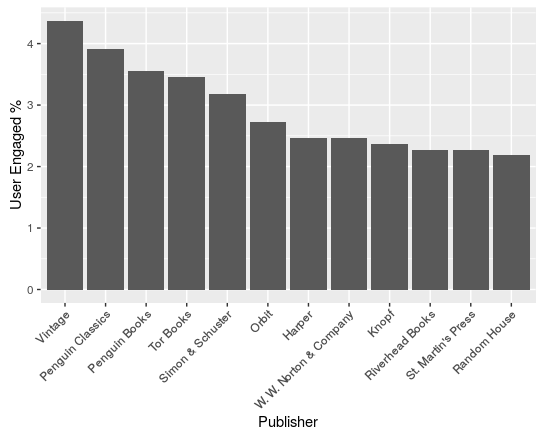 User Engaged %
4
3
2
1
0
Vintage
Penguin Classics
Penguin Books
Tor Books
Simon & Schuster
Orbit
Harper
W. W. Norton & Company
Knopf
Riverhead Books
St. Martin's Press
Random House
Publisher